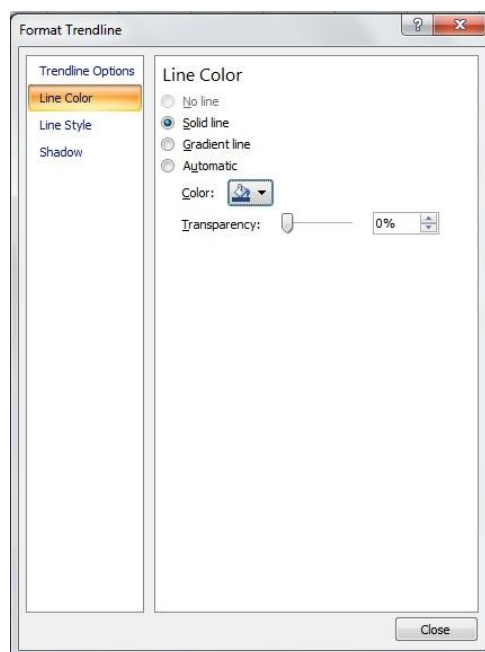 Format Trendline
?
X
Trendline Options
Line Color
Line Style
Shadow
Line Color
No line
Solid line
Gradient line
Automatic
Color:
Transparency: 0%
Close